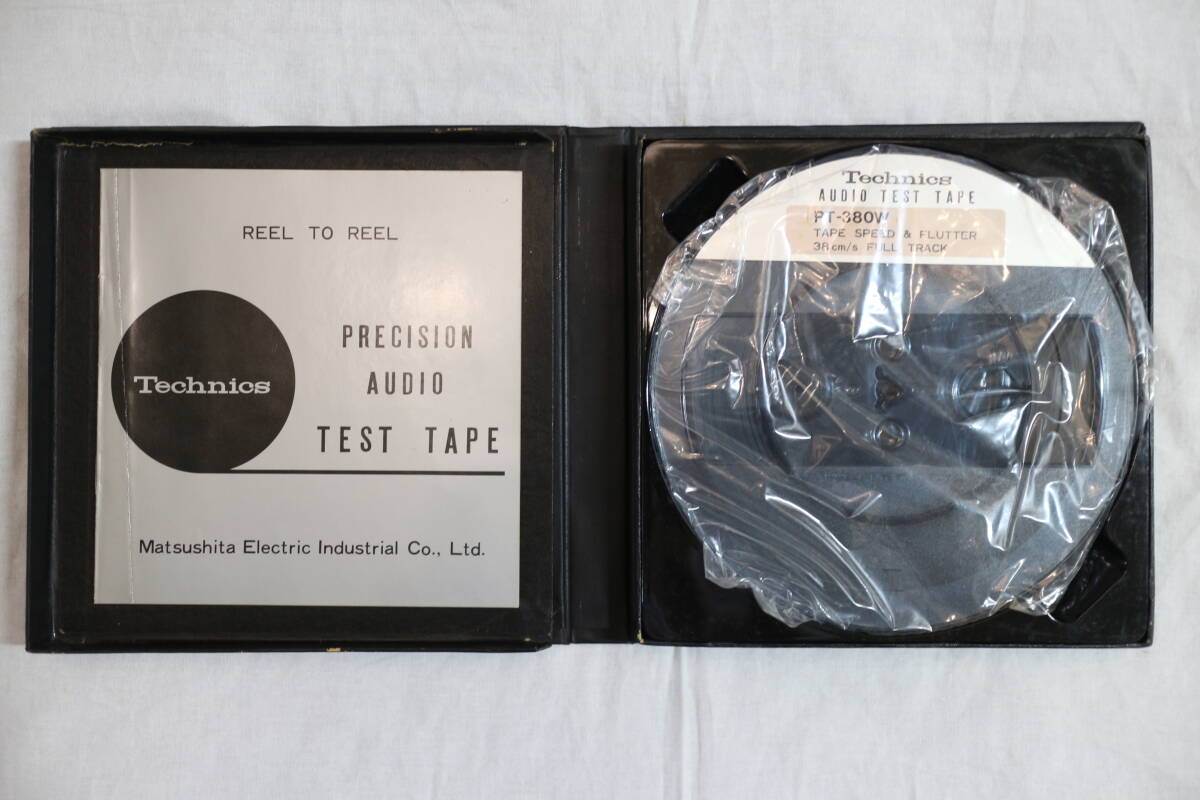 REEL TO REEL
PRECISION
AUDIO
TEST TAPE
Technics
Matsushita Electric Industrial Co., Ltd.
Technics
AUDIO TEST TAPE
PT-380W
TAPE SPEED & FLUTTER
38cm/s FULL TRACK